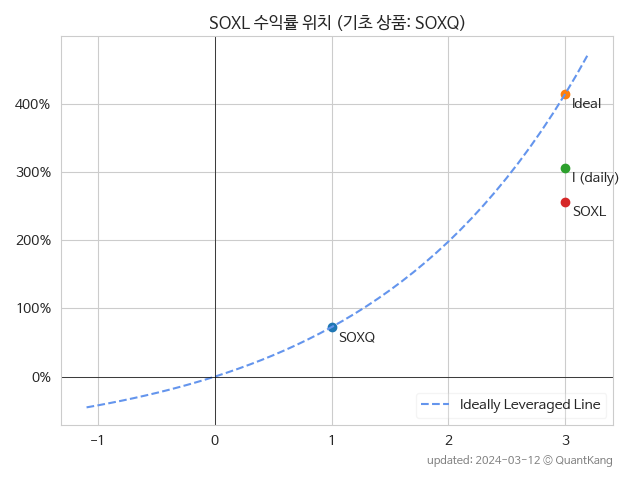 SOXL 수익률 위치 (기초 상품: SOXQ)
400%
300%
200%
100%
0%
Ideal
I (daily)
SOXL
SOXQ
Ideally Leveraged Line
-1
0
1
2
3
updated: 2024-03-12 © QuantKang